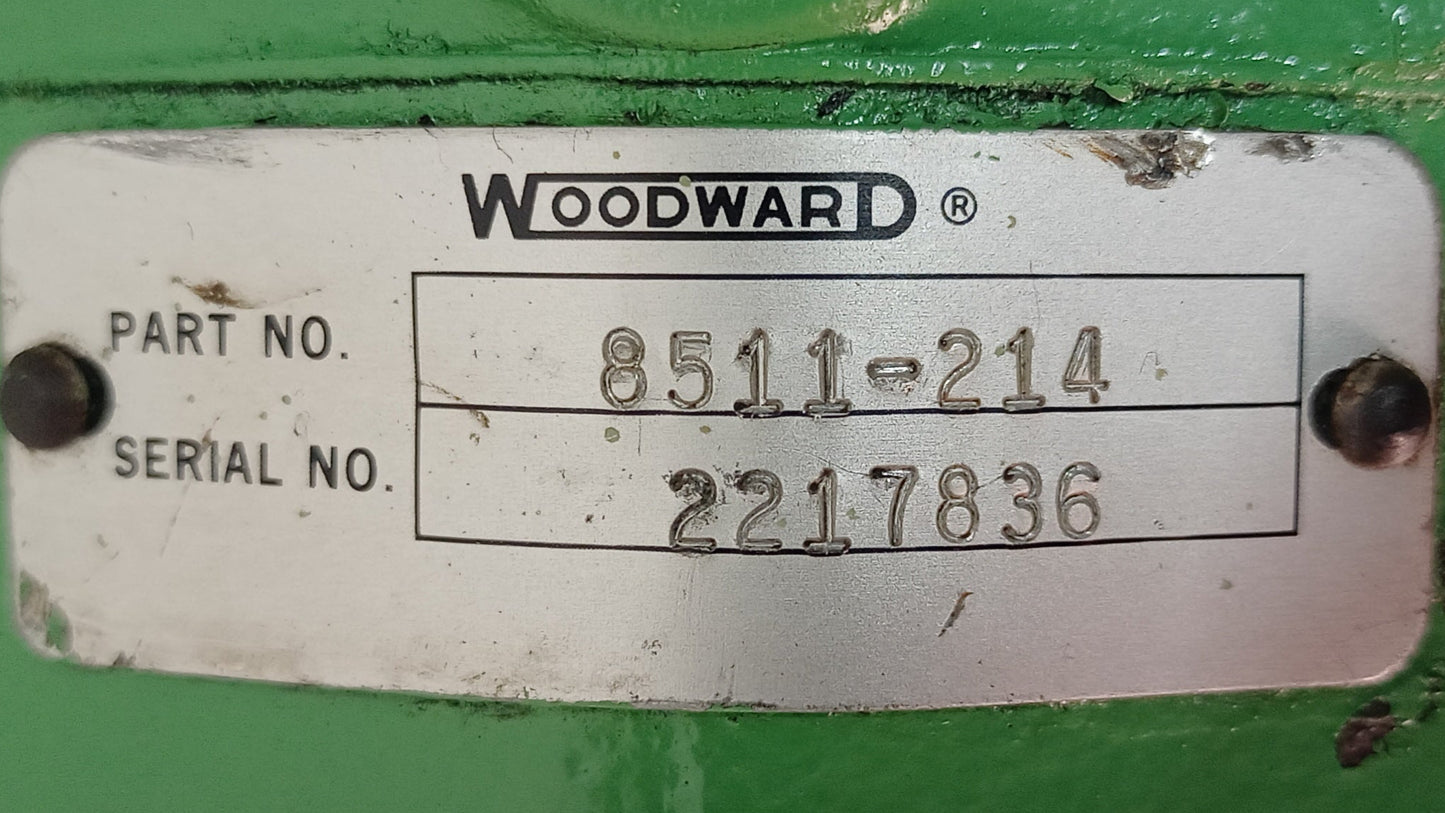 WOODWARD ®
PART NO. 8511-214
SERIAL NO. 2217836